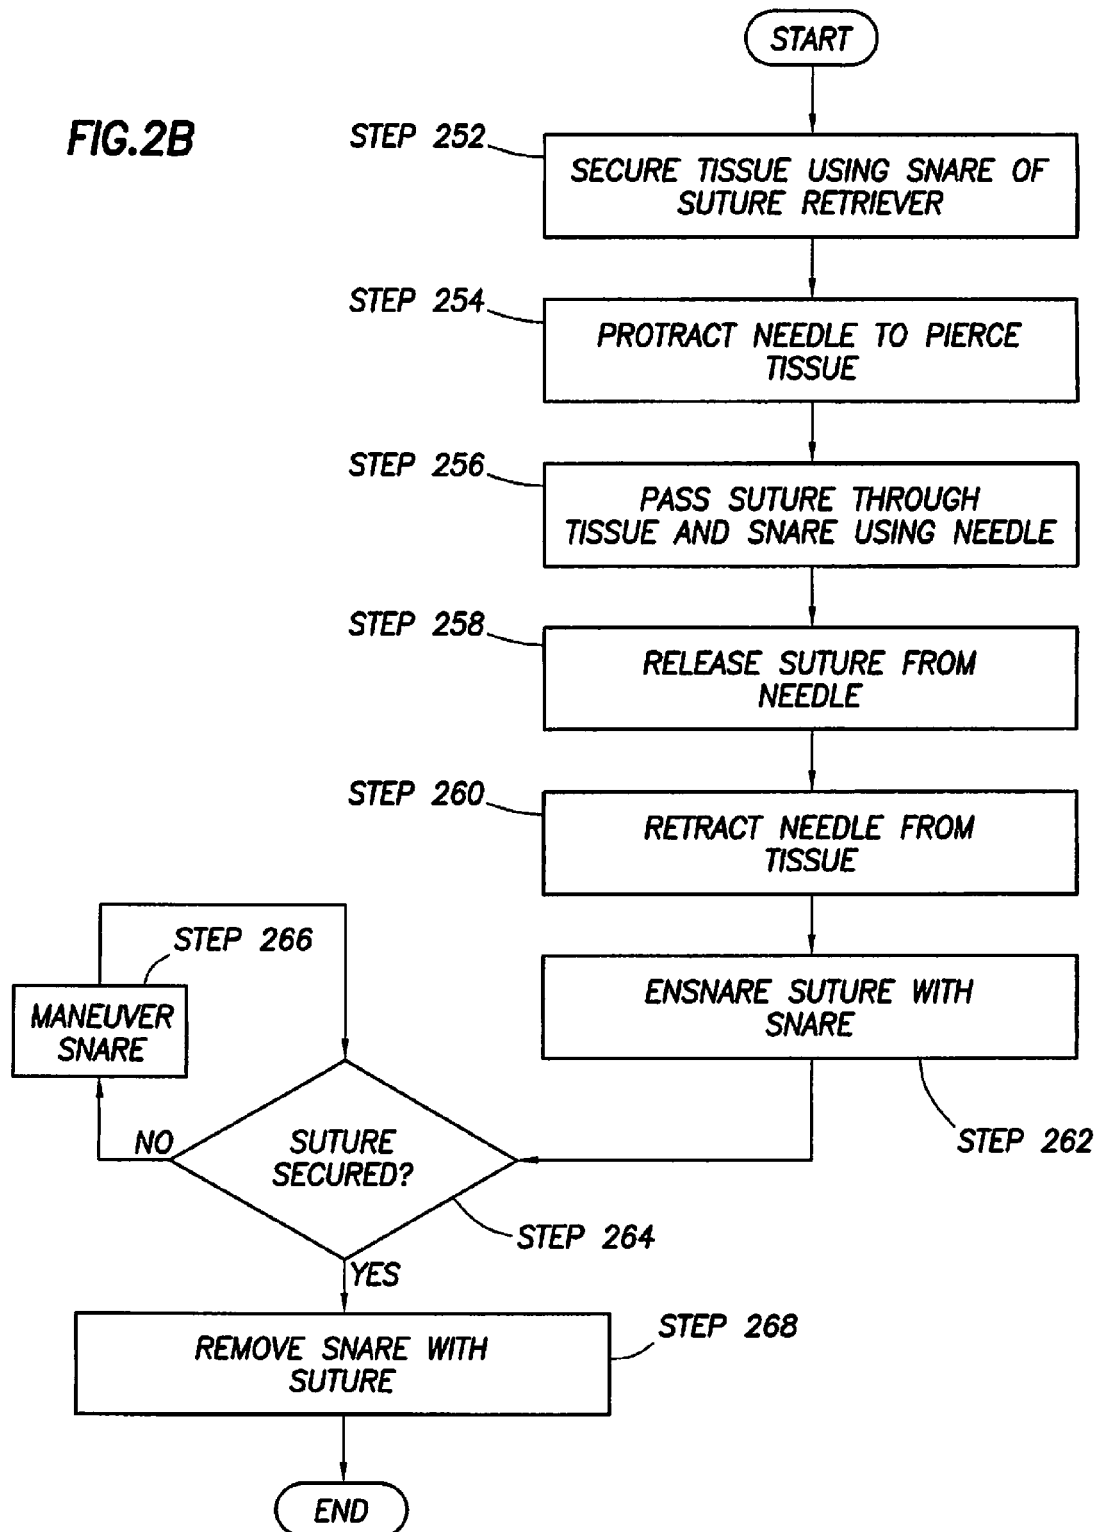 START
FIG.2B
STEP 252
SECURE TISSUE USING SNARE OF
SUTURE RETRIEVER
STEP 254
PROTRACT NEEDLE TO PIERCE
TISSUE
STEP 256
PASS SUTURE THROUGH
TISSUE AND SNARE USING NEEDLE
STEP 258
RELEASE SUTURE FROM
NEEDLE
STEP 260
RETRACT NEEDLE FROM
TISSUE
ENSNARE SUTURE WITH
SNARE
STEP 262
STEP 266
MANEUVER
SNARE
NO
SUTURE
SECURED?
STEP 264
YES
REMOVE SNARE WITH
SUTURE
STEP 268
END